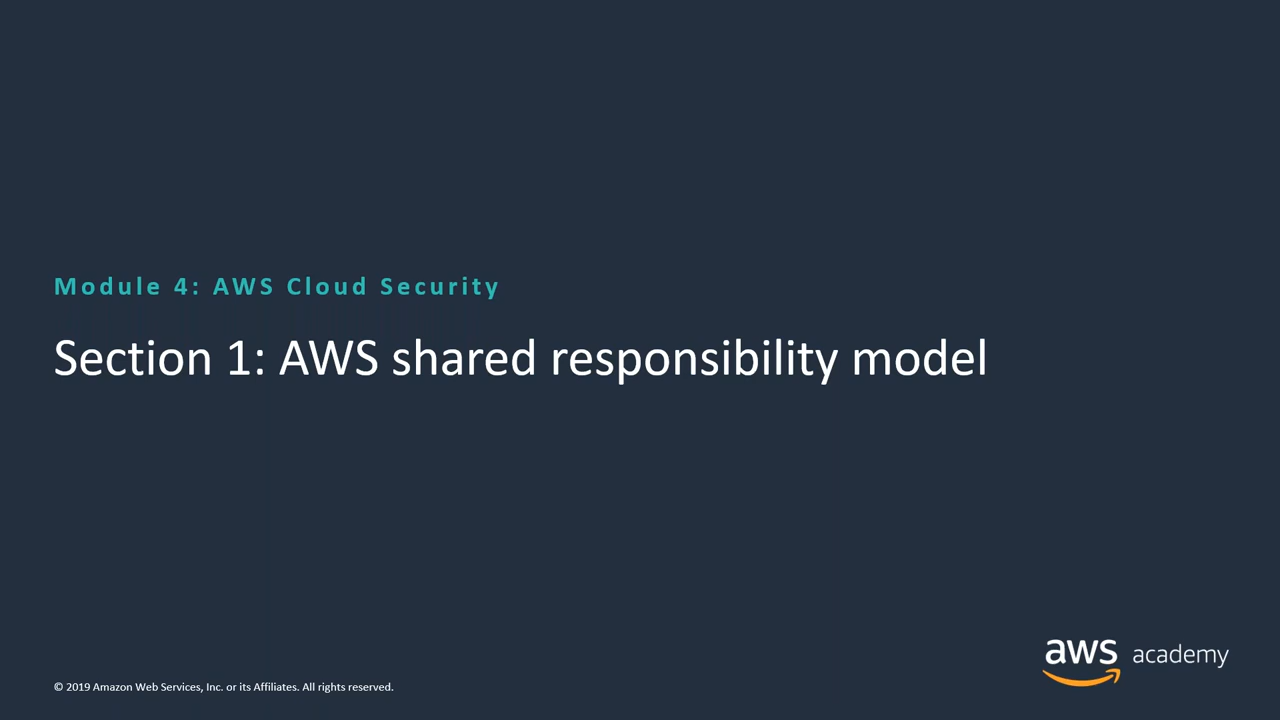 Module 4: AWS Cloud Security
Section 1: AWS shared responsibility model
aws academy
© 2019 Amazon Web Services, Inc. or its Affiliates. All rights reserved.